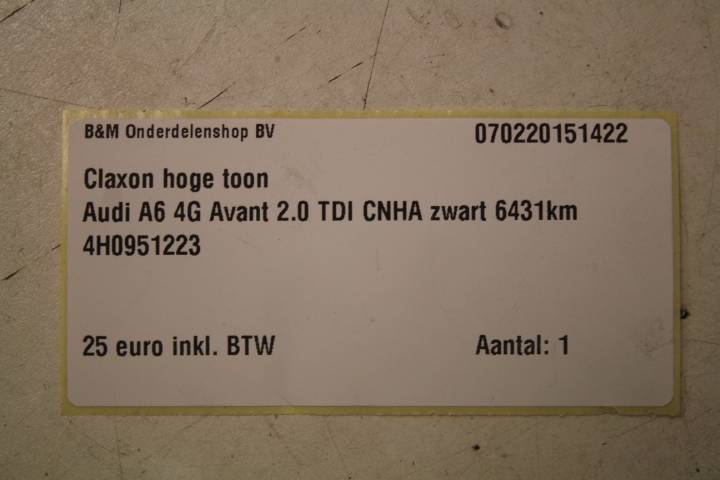 B&M Onderdelenshop BV 070220151422
Claxon hoge toon
Audi A6 4G Avant 2.0 TDI CNHA zwart 6431km
4H0951223
25 euro inkl. BTW Aantal: 1